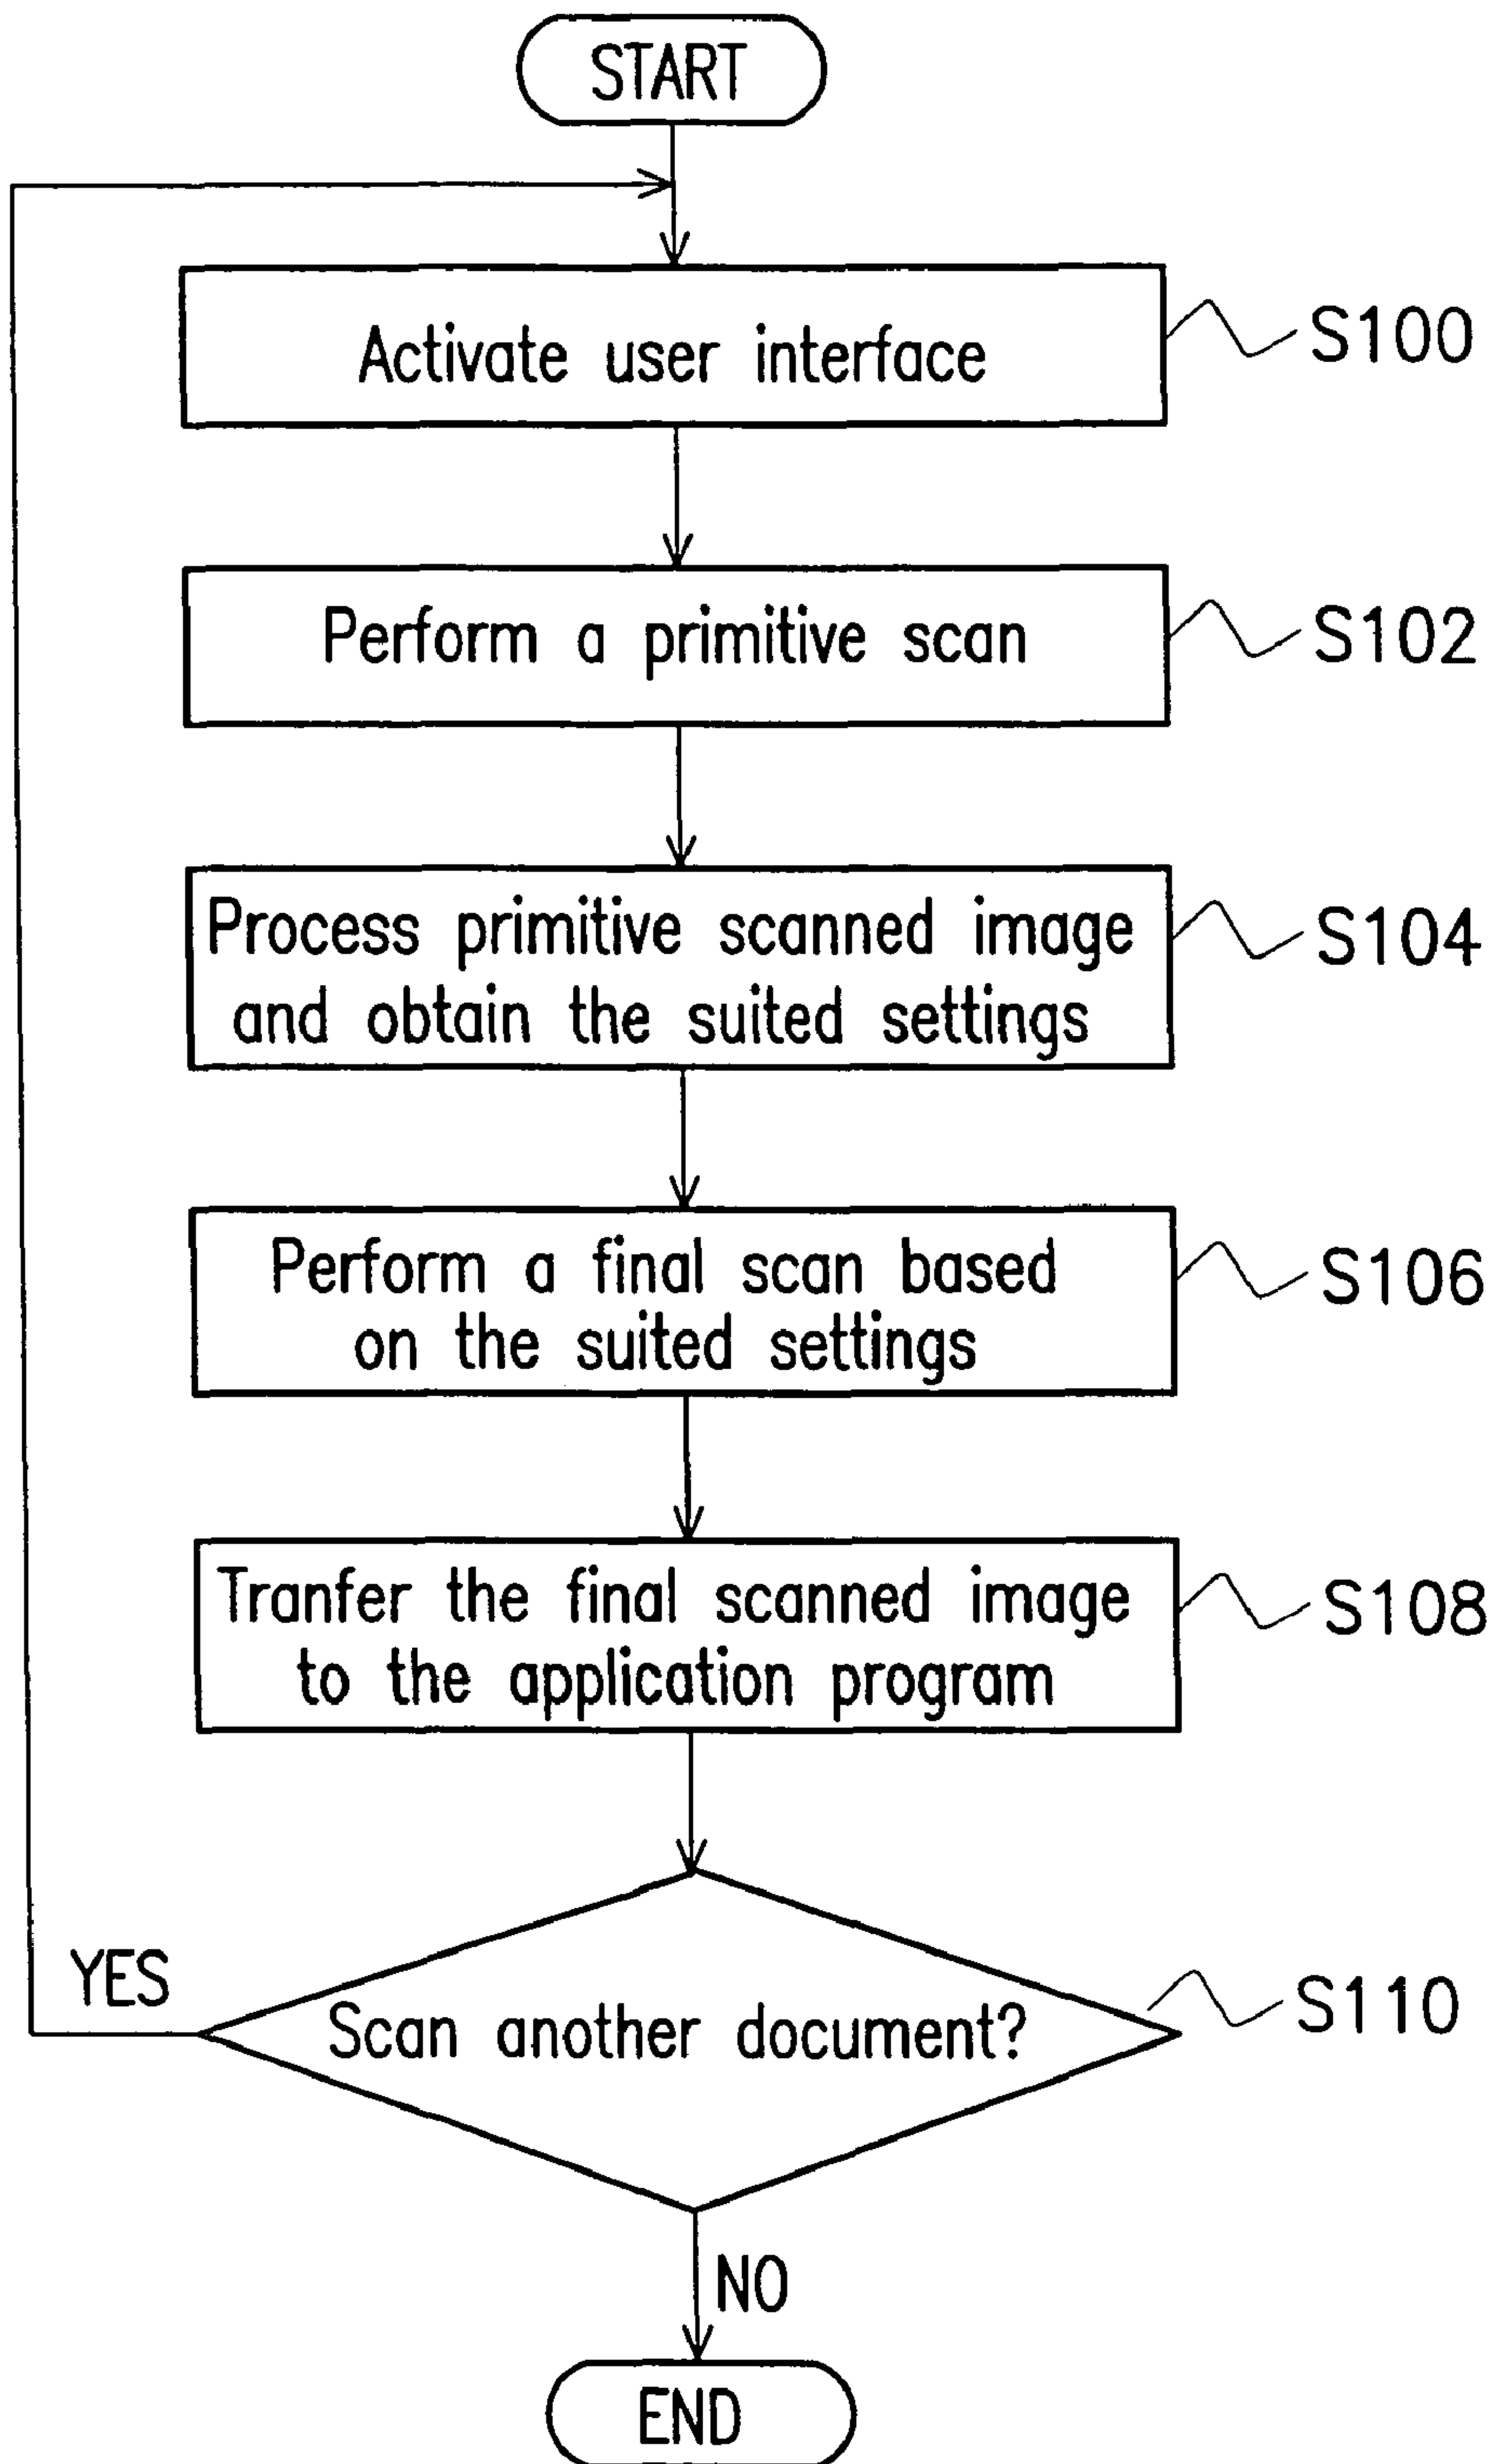 START
Activate user interface
S100
Perform a primitive scan
S102
Process primitive scanned image
and obtain the suited settings
S104
Perform a final scan based
on the suited settings
S106
Tranfer the final scanned image
to the application program
S108
YES
Scan another document?
S110
NO
END